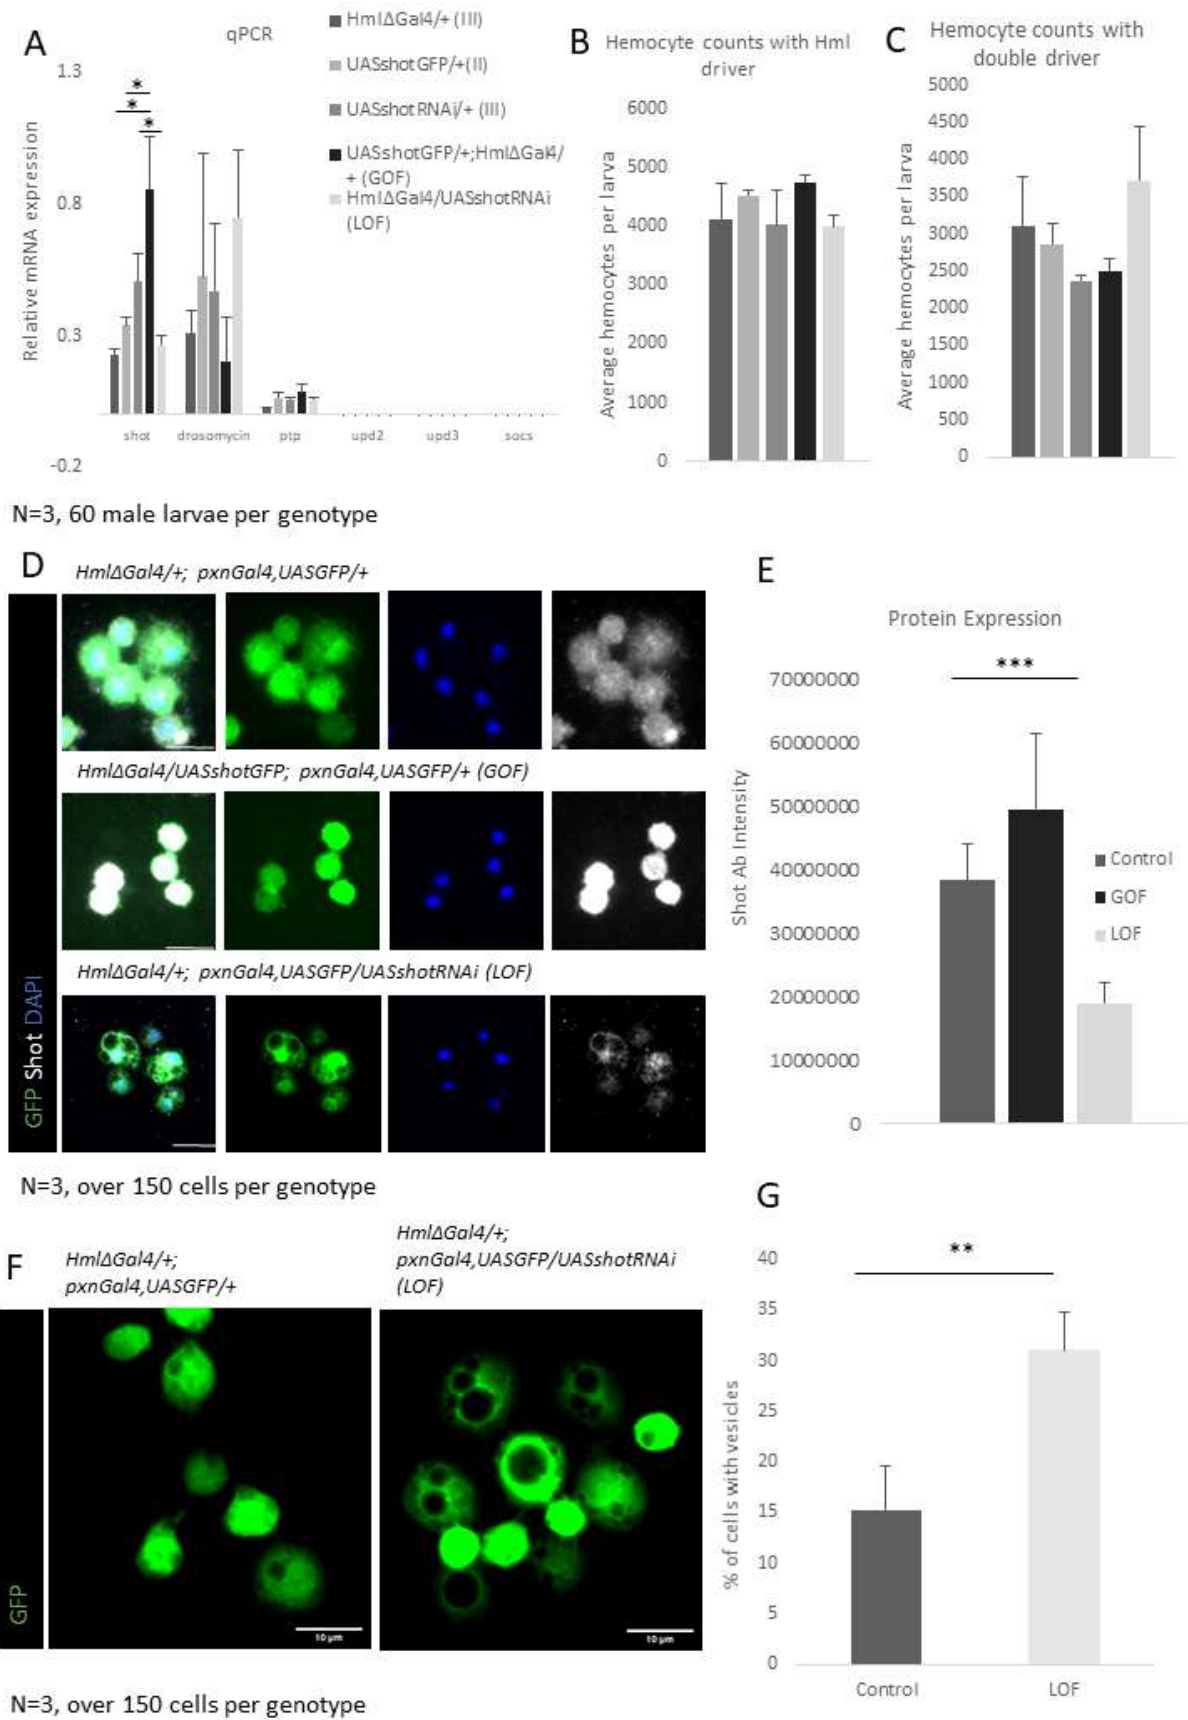 A
qPCR
1.3
0.8
0.3
-0.2
Relative mRNA expression
*
*
*
shot
drosomycin
ptp
upd2
upd3
socs
HmlΔGal4/+ (III)
UASshotGFP/+(II)
UASshotRNAi/+ (III)
UASshotGFP/+;HmlΔGal4/
+ (GOF)
HmlΔGal4/UASshotRNAi
(LOF)
B
Hemocyte counts with Hml
driver
Average hemocytes per larva
6000
5000
4000
3000
2000
1000
0
C
Hemocyte counts with
double driver
Average hemocytes per larva
5000
4500
4000
3500
3000
2500
2000
1500
1000
500
0
N=3, 60 male larvae per genotype
D
HmlΔGal4/+; pxnGal4,UASGFP/+
HmlΔGal4/UASshotGFP; pxnGal4,UASGFP/+ (GOF)
HmlΔGal4/+; pxnGal4,UASGFP/UASshotRNAi (LOF)
GFP Shot DAPI
N=3, over 150 cells per genotype
E
Protein Expression
***
Shot Ab Intensity
70000000
60000000
50000000
40000000
30000000
20000000
10000000
0
Control
GOF
LOF
F
HmlΔGal4/+;
pxnGal4,UASGFP/+
HmlΔGal4/+;
pxnGal4,UASGFP/UASshotRNAi
(LOF)
GFP
10 µm
10 µm
G
**
% of cells with vesicles
40
35
30
25
20
15
10
5
0
Control
LOF
N=3, over 150 cells per genotype